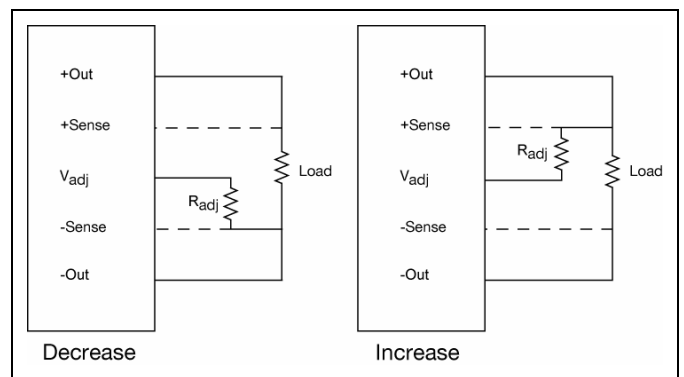 +Out
+Sense
Vadj
-Sense
-Out
Radj
Load
Decrease
+Out
+Sense
Vadj
-Sense
-Out
Radj
Load
Increase